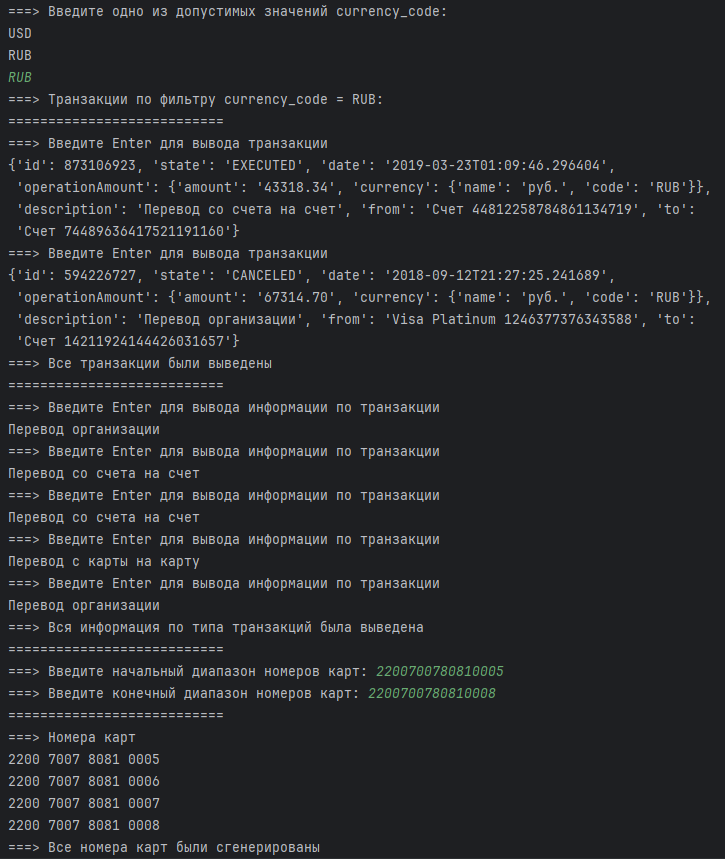 ===> Введите одно из допустимых значений currency_code:
USD
RUB
RUB
===> Транзакции по фильтру currency_code = RUB:
===========================
===> Введите Enter для вывода транзакции
{'id': 873106923, 'state': 'EXECUTED', 'date': '2019-03-23T01:09:46.296404',
'operationAmount': {'amount': '43318.34', 'currency': {'name': 'руб.', 'code': 'RUB'}},
'description': 'Перевод со счета на счет', 'from': 'Счет 44812258784861134719', 'to':
'Счет 74489636417521191160'}
===> Введите Enter для вывода транзакции
{'id': 594226727, 'state': 'CANCELED', 'date': '2018-09-12T21:27:25.241689',
'operationAmount': {'amount': '67314.70', 'currency': {'name': 'руб.', 'code': 'RUB'}},
'description': 'Перевод организации', 'from': 'Visa Platinum 1246377376343588', 'to':
'Счет 14211924144426031657'}
===> Все транзакции были выведены
===========================
===> Введите Enter для вывода информации по транзакции
Перевод организации
===> Введите Enter для вывода информации по транзакции
Перевод со счета на счет
===> Введите Enter для вывода информации по транзакции
Перевод со счета на счет
===> Введите Enter для вывода информации по транзакции
Перевод с карты на карту
===> Введите Enter для вывода информации по транзакции
Перевод организации
===> Вся информация по типа транзакций была выведена
===========================
===> Введите начальный диапазон номеров карт: 2200700780810005
===> Введите конечный диапазон номеров карт: 2200700780810008
===========================
===> Номера карт
2200 7007 8081 0005
2200 7007 8081 0006
2200 7007 8081 0007
2200 7007 8081 0008
===> Все номера карт были сгенерированы